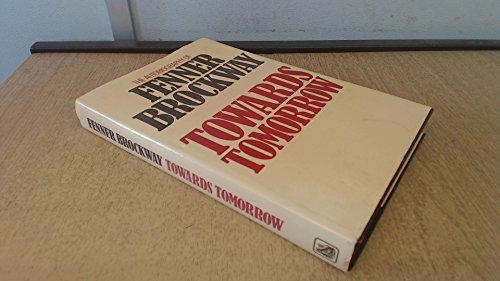 THE AUTOBIOGRAPHY OF
FENNER
BROCKWAY
TOWARDS
TOMORROW
FENNER BROCKWAY TOWARDS TOMORROW